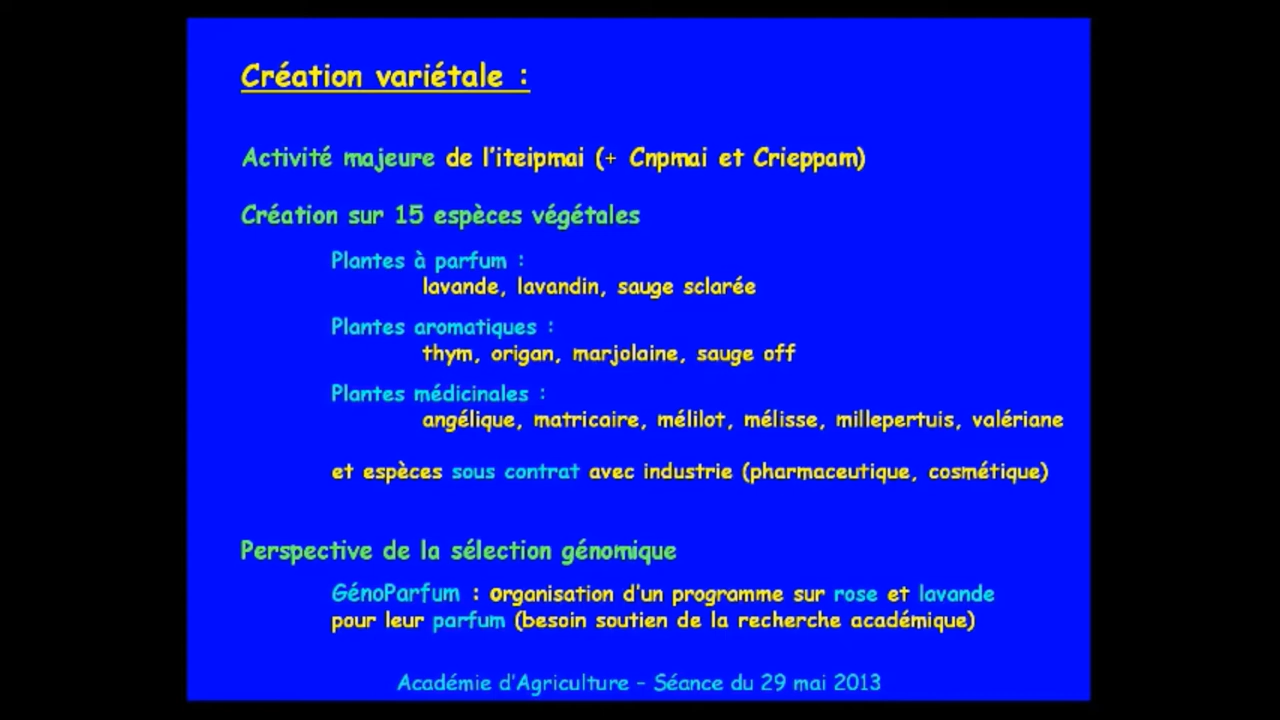 Création variétale :
Activité majeure de l'iteipmai (+ Cnpmai et Crieppam)
Création sur 15 espèces végétales
Plantes à parfum :
lavande, lavandin, sauge sclarée
Plantes aromatiques :
thym, origan, marjolaine, sauge off
Plantes médicinales :
angélique, matricaire, mélilot, mélisse, millepertuis, valériane
et espèces sous contrat avec industrie (pharmaceutique, cosmétique)
Perspective de la sélection génomique
GénoParfum : organisation d'un programme sur rose et lavande
pour leur parfum (besoin soutien de la recherche académique)
Académie d'Agriculture - Séance du 29 mai 2013